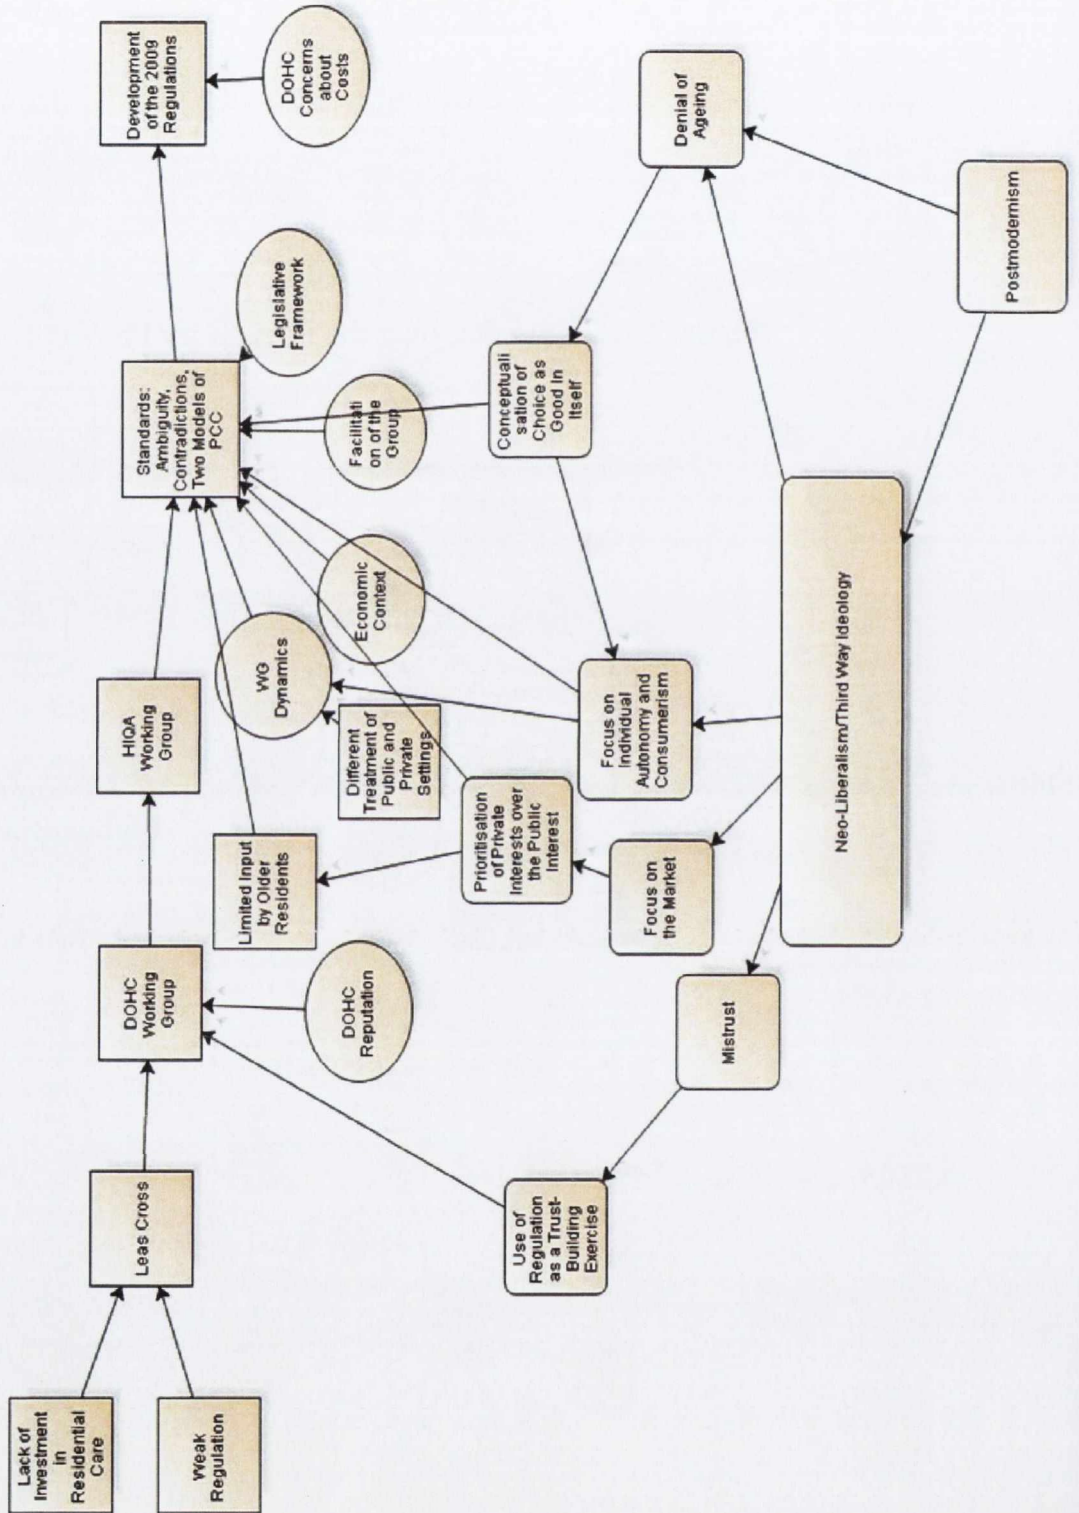 Lack of
Investment
in
Residential
Care
Weak
Regulation
Leas Cross
DOHC
Working
Group
HIQA
Working
Group
Standards:
Ambiguity,
Contradictions,
Two Models of
PCC
Development
of the 2009
Regulations
DOHC
Concerns
about
Costs
Legislative
Framework
Facilitati
on of the
Group
Economic
Context
WG
Dynamics
Different
Treatment of
Public and
Private
Settings
Limited Input
by Older
Residents
DOHC
Reputation
Use of
Regulation
as a Trust-
Building
Exercise
Prioritisation
of Private
Interests over
the Public
Interest
Focus on
Individual
Autonomy and
Consumerism
Conceptuali
sation of
Choice as
Good In
Itself
Denial of
Ageing
Mistrust
Focus on
the Market
Neo-Liberalism/Third Way Ideology
Postmodernism